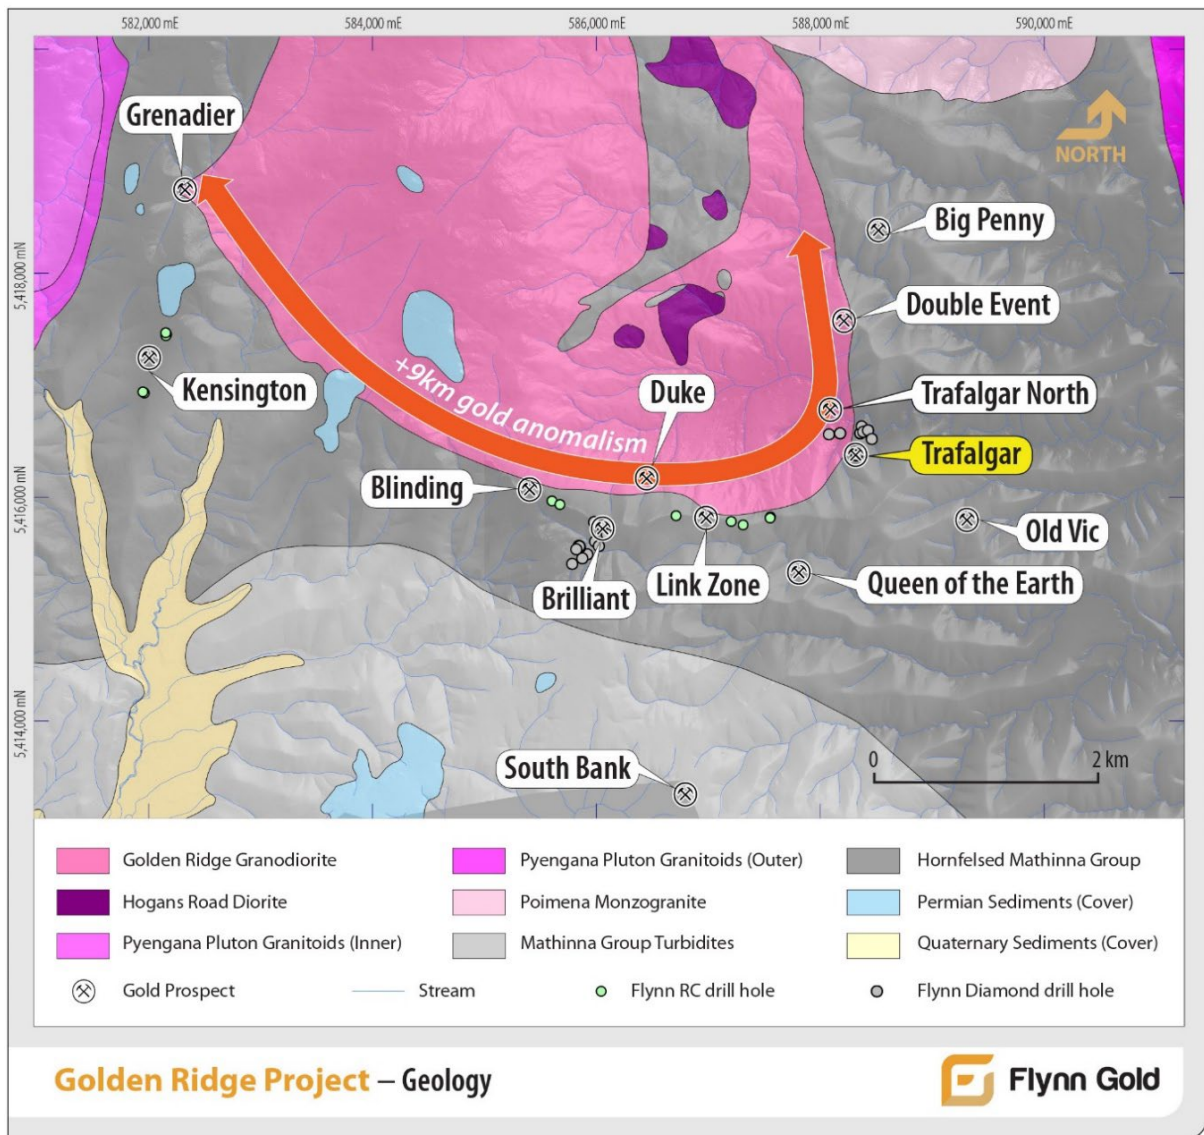 582,000 mE
584,000 mE
586,000 mE
588,000 mE
590,000 mE
Grenadier
NORTH
Big Penny
5,418,000 mN
Double Event
Kensington
+9km gold anomalism
Duke
Trafalgar North
Trafalgar
Blinding
5,416,000 mN
Old Vic
Brilliant
Link Zone
Queen of the Earth
5,414,000 mN
South Bank
0
2 km
Golden Ridge Granodiorite
Pyengana Pluton Granitoids (Outer)
Hornfelsed Mathinna Group
Hogans Road Diorite
Poimena Monzogranite
Permian Sediments (Cover)
Pyengana Pluton Granitoids (Inner)
Mathinna Group Turbidites
Quaternary Sediments (Cover)
Gold Prospect
Stream
Flynn RC drill hole
Flynn Diamond drill hole
Golden Ridge Project – Geology
Flynn Gold